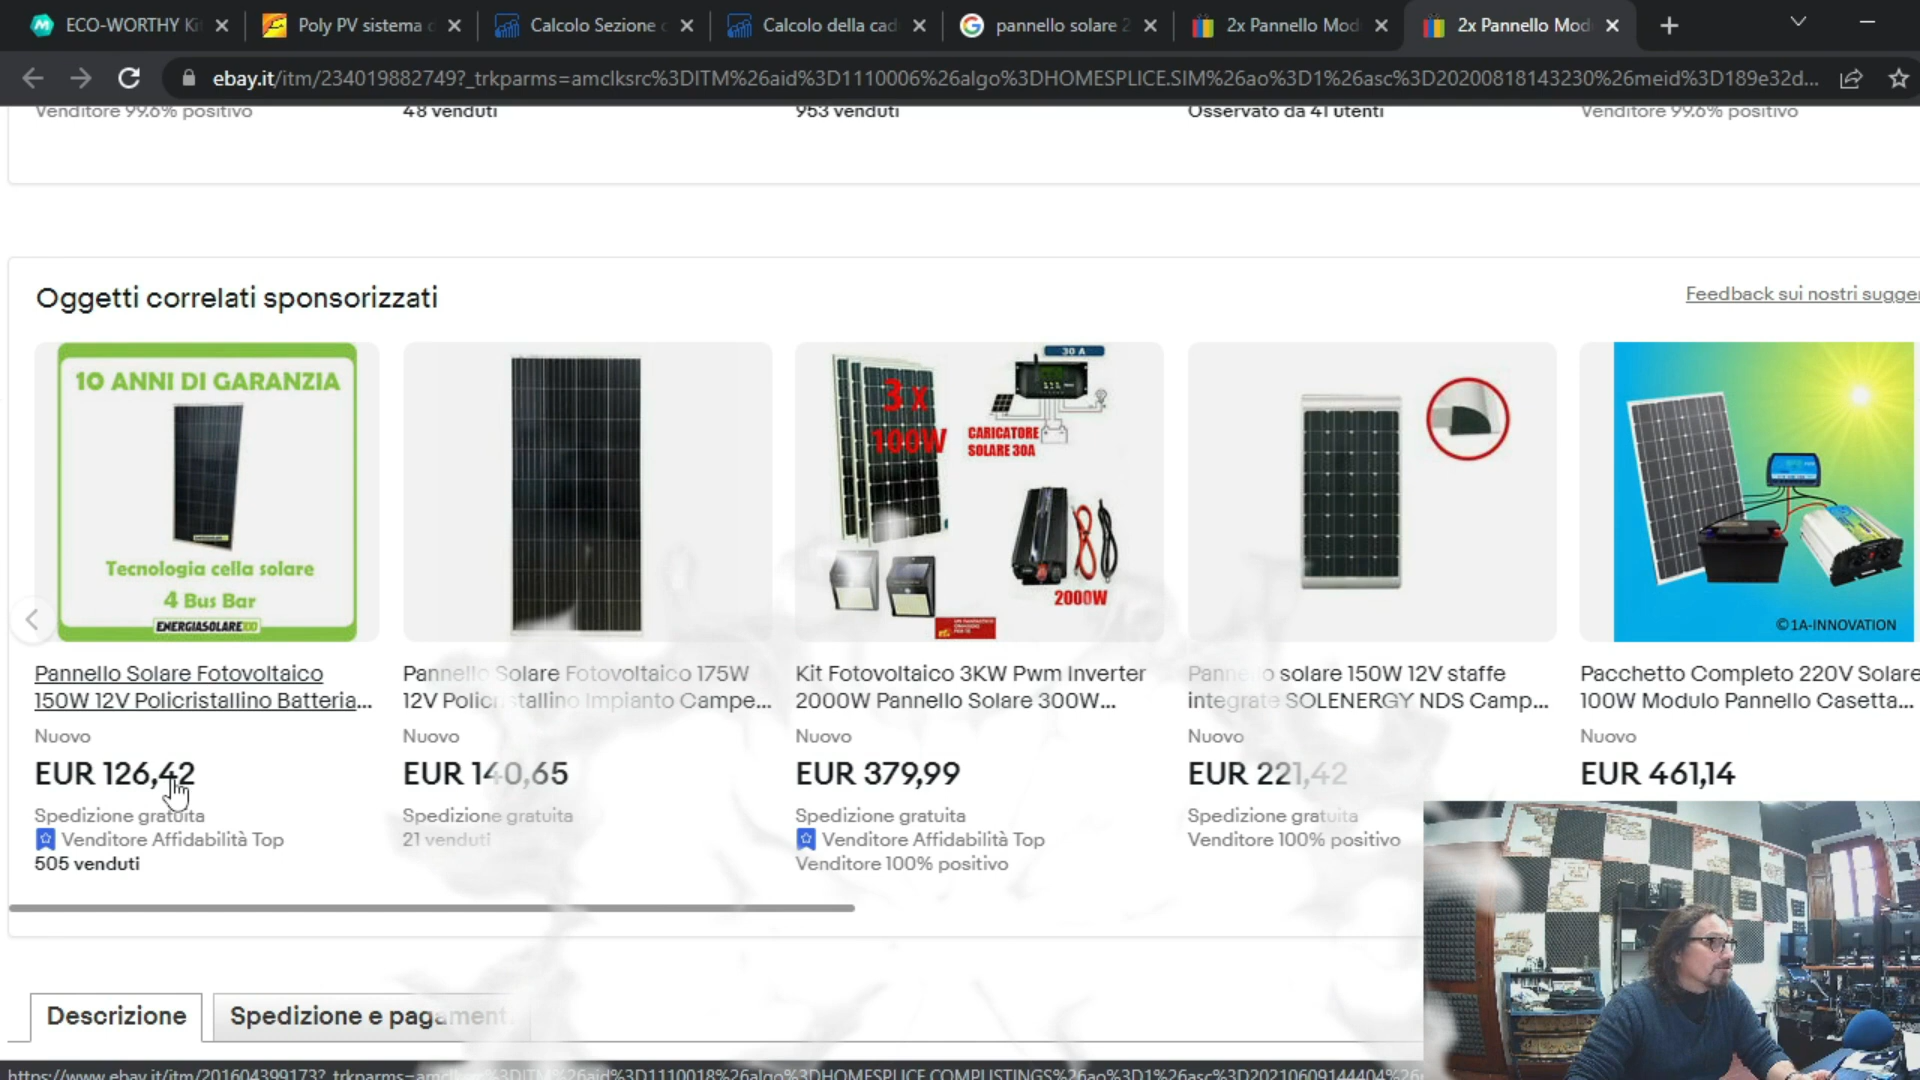 ECO-WORTHY Ki
Poly PV sistema
Calcolo Sezione
Calcolo della cad
pannello solare 2
2x Pannello Mod
2x Pannello Mod
ebay.it/itm/234019882749?_trkparms=amclksrc%3DITM%26aid%3D1110006%26algo%3DHOMESPLICE.SIM%26ao%3D1%26asc%3D20200818143230%26meid%3D189e32d...
Venditore 99.6% positivo
48 venduti
953 venduti
Osservato da 41 utenti
Venditore 99.6% positivo
Oggetti correlati sponsorizzati
Feedback sui nostri sugger
10 ANNI DI GARANZIA
Tecnologia cella solare
4 Bus Bar
ENERGIASOLARE100
3 x
100W
30 A
CARICATORE
SOLARE 30A
2000W
©1A-INNOVATION
Pannello Solare Fotovoltaico
150W 12V Policristallino Batteria...
Nuovo
EUR 126,42
Spedizione gratuita
Venditore Affidabilità Top
505 venduti
Pannello Solare Fotovoltaico 175W
12V Policristallino Impianto Campe...
Nuovo
EUR 140,65
Spedizione gratuita
21 venduti
Kit Fotovoltaico 3KW Pwm Inverter
2000W Pannello Solare 300W...
Nuovo
EUR 379,99
Spedizione gratuita
Venditore Affidabilità Top
Venditore 100% positivo
Pannello solare 150W 12V staffe
integrate SOLENERGY NDS Camp...
Nuovo
EUR 221,42
Spedizione gratuita
Venditore 100% positivo
Pacchetto Completo 220V Solare
100W Modulo Pannello Casetta...
Nuovo
EUR 461,14
Descrizione
Spedizione e pagament
https://www.ebay.it/itm/201604399173?_trkparms=amclksrc%3DITM%26aid%3D1110018%26algo%3DHOMESPLICE.COMPLISTINGS%26ao%3D1%26asc%3D20210609144404%26